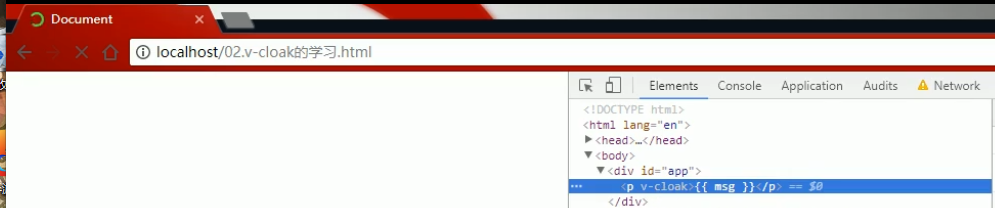 Document
localhost/02.v-cloak的学习.html
Elements Console Application Audits Network
<!DOCTYPE html>
<html lang="en">
<head>…</head>
<body>
<div id="app">
<p v-cloak>{{ msg }}</p> == $0
</div>